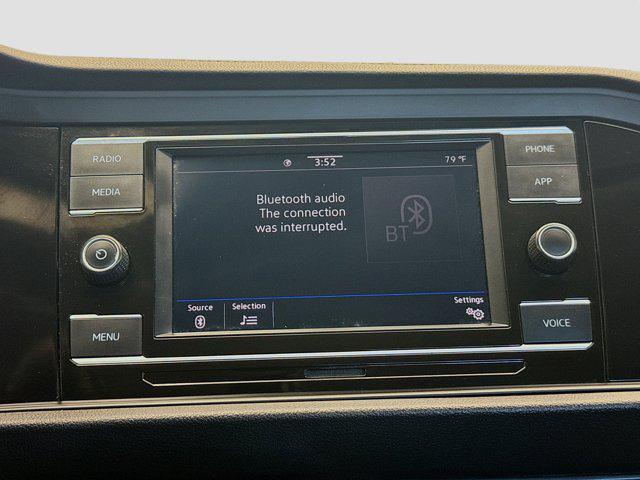 RADIO
MEDIA
MENU
3:52
79 °F
Bluetooth audio
The connection
was interrupted.
BT
Source
Selection
Settings
PHONE
APP
VOICE